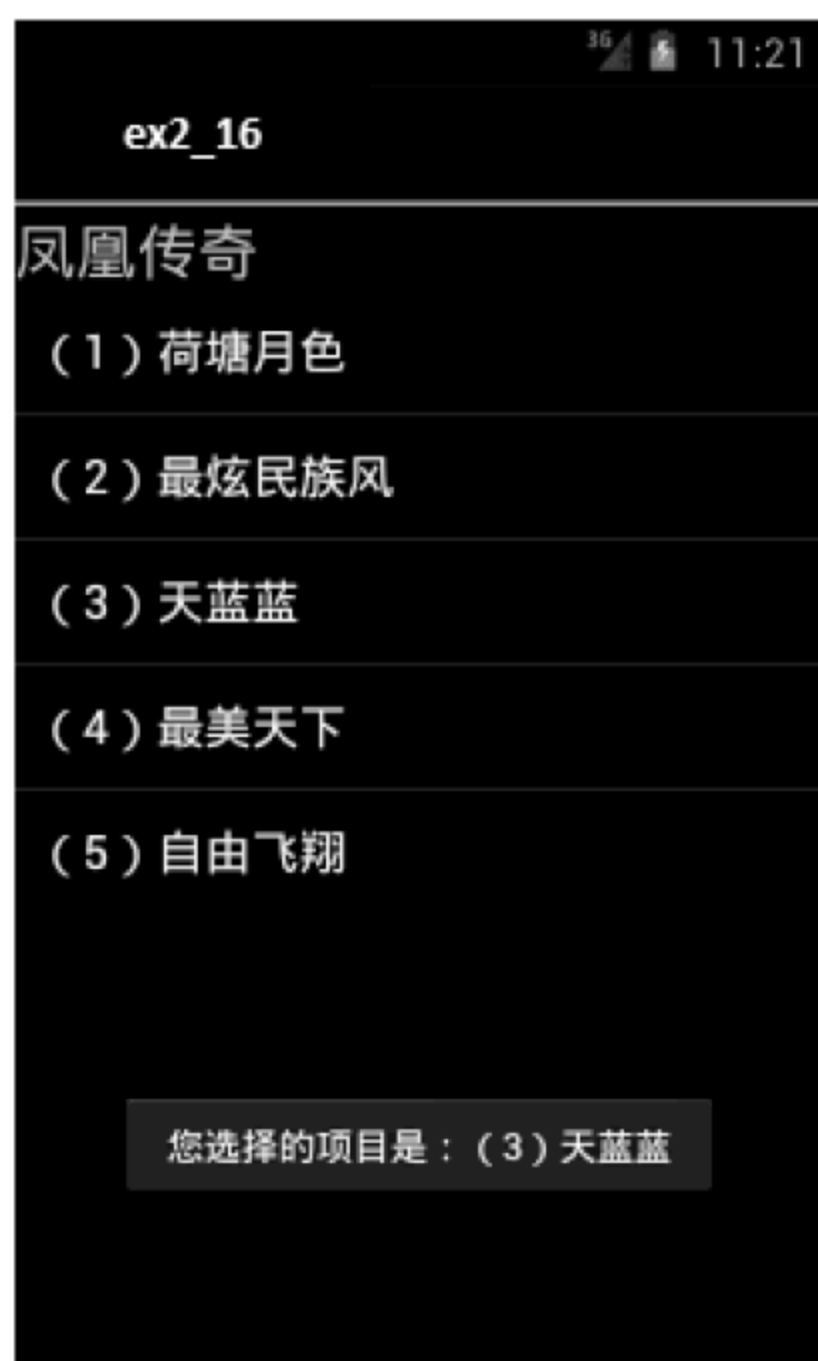 3G 11:21
ex2_16
凤凰传奇
（1）荷塘月色
（2）最炫民族风
（3）天蓝蓝
（4）最美天下
（5）自由飞翔
您选择的项目是：（3）天蓝蓝